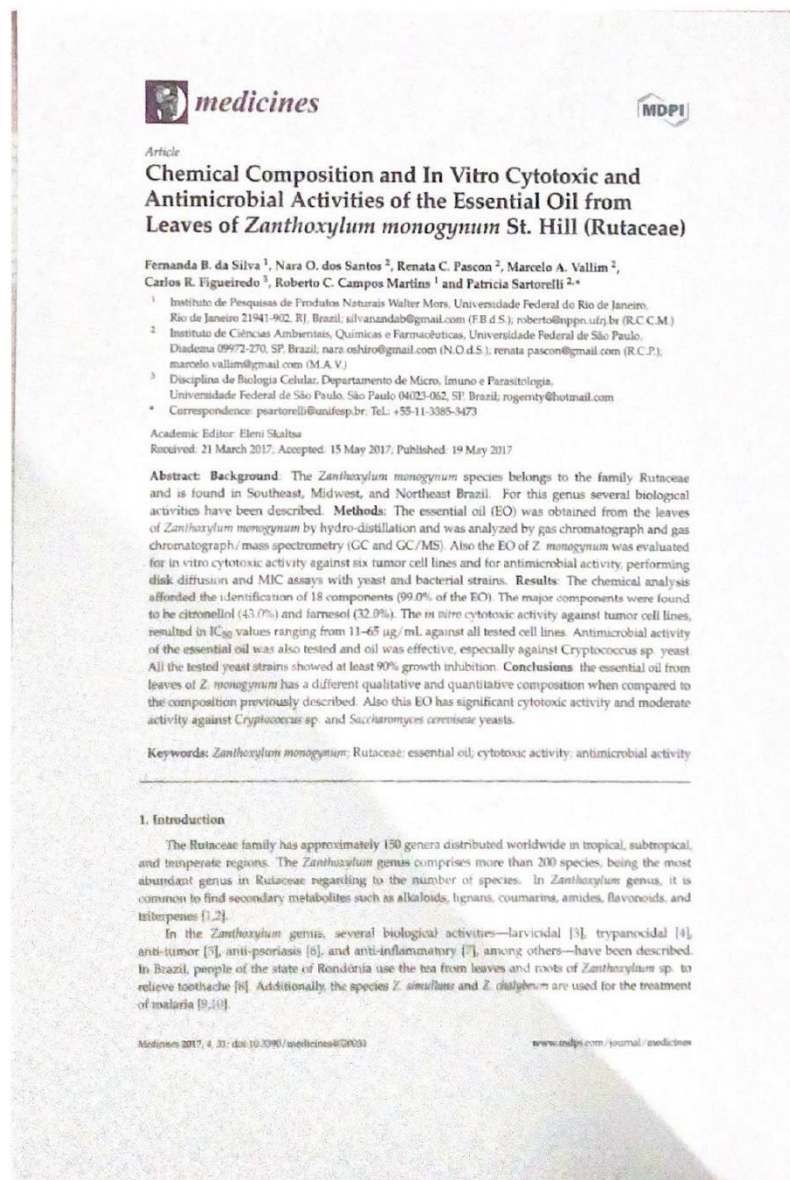 medicines
MDPI
Article
Chemical Composition and In Vitro Cytotoxic and
Antimicrobial Activities of the Essential Oil from
Leaves of Zanthoxylum monogynum St. Hill (Rutaceae)
Fernanda B. da Silva 1, Nara O. dos Santos 2, Renata C. Pascon 2, Marcelo A. Vallim 2,
Carlos R. Figueiredo 3, Roberto C. Campos Martins 1 and Patricia Sartorelli 2,*
1 Instituto de Pesquisas de Produtos Naturais Walter Mors, Universidade Federal do Rio de Janeiro,
Rio de Janeiro 21941-902, RJ, Brazil; silvanandab@gmail.com (F.B.d.S.); roberto@nppn.ufrj.br (R.C.C.M.)
2 Instituto de Ciências Ambientais, Químicas e Farmacêuticas, Universidade Federal de São Paulo,
Diadema 09972-270, SP, Brazil; nara.oshiro@gmail.com (N.O.d.S.); renata.pascon@gmail.com (R.C.P.);
marcelo.vallim@gmail.com (M.A.V.)
3 Disciplina de Biologia Celular, Departamento de Micro, Imuno e Parasitologia,
Universidade Federal de São Paulo, São Paulo 04023-062, SP, Brazil; rogernty@hotmail.com
* Correspondence: psartorelli@unifesp.br; Tel.: +55-11-3385-3473
Academic Editor: Eleni Skaltsa
Received: 21 March 2017; Accepted: 15 May 2017; Published: 19 May 2017
Abstract: Background: The Zanthoxylum monogynum species belongs to the family Rutaceae
and is found in Southeast, Midwest, and Northeast Brazil. For this genus several biological
activities have been described. Methods: The essential oil (EO) was obtained from the leaves
of Zanthoxylum monogynum by hydro-distillation and was analyzed by gas chromatograph and gas
chromatograph/mass spectrometry (GC and GC/MS). Also the EO of Z. monogynum was evaluated
for in vitro cytotoxic activity against six tumor cell lines and for antimicrobial activity, performing
disk diffusion and MIC assays with yeast and bacterial strains. Results: The chemical analysis
afforded the identification of 18 components (99.0% of the EO). The major components were found
to be citronellol (43.0%) and farnesol (32.0%). The in vitro cytotoxic activity against tumor cell lines,
resulted in IC50 values ranging from 11–65 µg/mL against all tested cell lines. Antimicrobial activity
of the essential oil was also tested and oil was effective, especially against Cryptococcus sp. yeast.
All the tested yeast strains showed at least 90% growth inhibition. Conclusions: the essential oil from
leaves of Z. monogynum has a different qualitative and quantitative composition when compared to
the composition previously described. Also this EO has significant cytotoxic activity and moderate
activity against Cryptococcus sp. and Saccharomyces cereviseae yeasts.
Keywords: Zanthoxylum monogynum; Rutaceae; essential oil; cytotoxic activity; antimicrobial activity
1. Introduction
The Rutaceae family has approximately 150 genera distributed worldwide in tropical, subtropical,
and temperate regions. The Zanthoxylum genus comprises more than 200 species, being the most
abundant genus in Rutaceae regarding to the number of species. In Zanthoxylum genus, it is
common to find secondary metabolites such as alkaloids, lignans, coumarins, amides, flavonoids, and
triterpenes [1,2].
In the Zanthoxylum genus, several biological activities—larvicidal [3], trypanocidal [4],
anti-tumor [5], anti-psoriasis [6], and anti-inflammatory [7], among others—have been described.
In Brazil, people of the state of Rondônia use the tea from leaves and roots of Zanthoxylum sp. to
relieve toothache [8]. Additionally, the species Z. simullans and Z. chalybeum are used for the treatment
of malaria [9,10].
Medicines 2017, 4, 31; doi:10.3390/medicines4020031
www.mdpi.com/journal/medicines